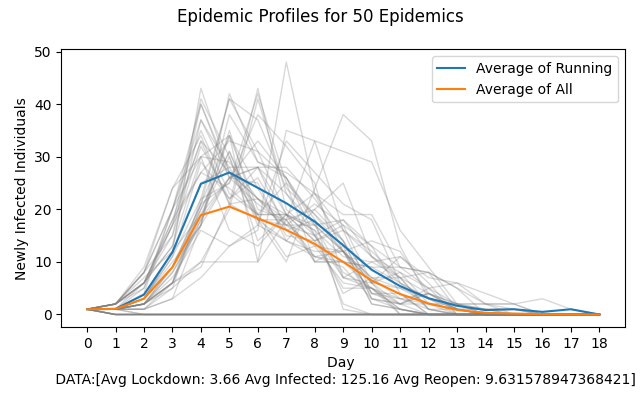 Epidemic Profiles for 50 Epidemics
50
40
30
20
10
0
Newly Infected Individuals
Average of Running
Average of All
0 1 2 3 4 5 6 7 8 9 10 11 12 13 14 15 16 17 18
Day
DATA:[Avg Lockdown: 3.66 Avg Infected: 125.16 Avg Reopen: 9.631578947368421]